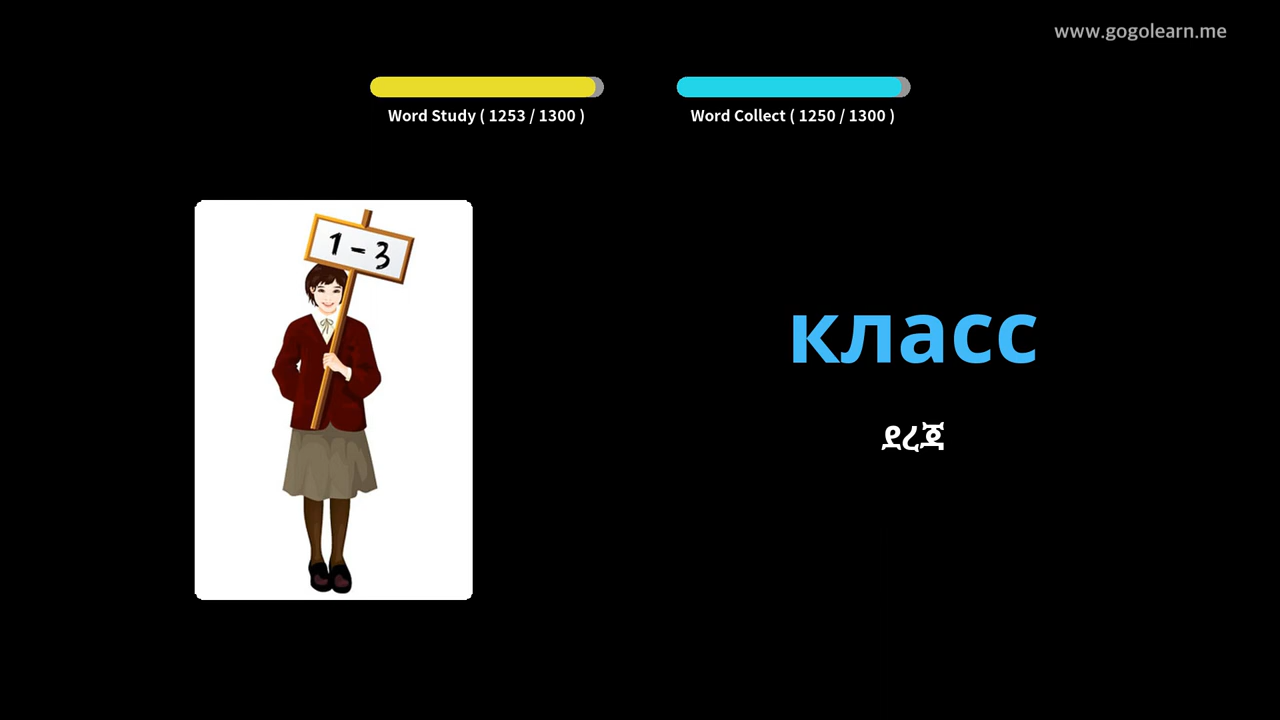 www.gogolearn.me
Word Study ( 1253 / 1300 )
Word Collect ( 1250 / 1300 )
1 - 3
класс
ደረጃ